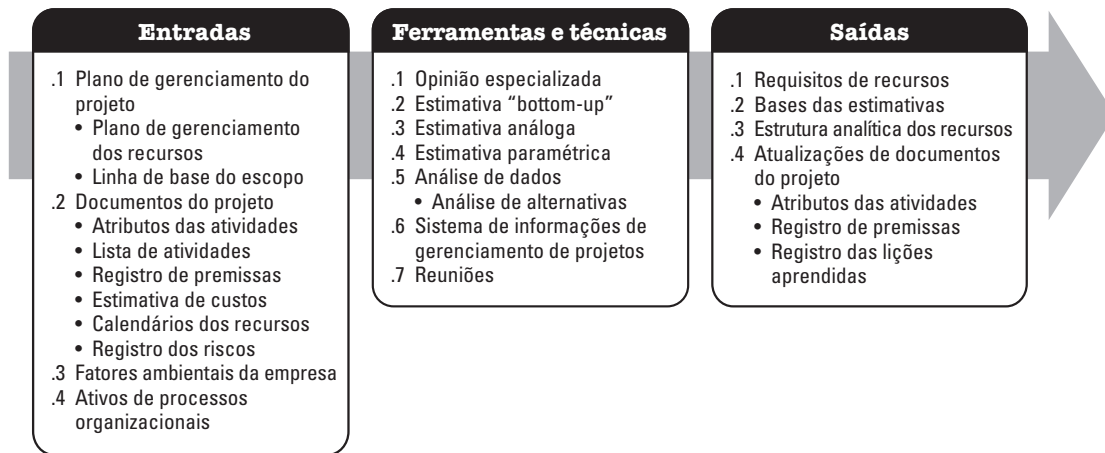 Entradas
.1 Plano de gerenciamento do
projeto
• Plano de gerenciamento
dos recursos
• Linha de base do escopo
.2 Documentos do projeto
• Atributos das atividades
• Lista de atividades
• Registro de premissas
• Estimativa de custos
• Calendários dos recursos
• Registro dos riscos
.3 Fatores ambientais da empresa
.4 Ativos de processos
organizacionais
Ferramentas e técnicas
.1 Opinião especializada
.2 Estimativa “bottom-up”
.3 Estimativa análoga
.4 Estimativa paramétrica
.5 Análise de dados
• Análise de alternativas
.6 Sistema de informações de
gerenciamento de projetos
.7 Reuniões
Saídas
.1 Requisitos de recursos
.2 Bases das estimativas
.3 Estrutura analítica dos recursos
.4 Atualizações de documentos
do projeto
• Atributos das atividades
• Registro de premissas
• Registro das lições
aprendidas